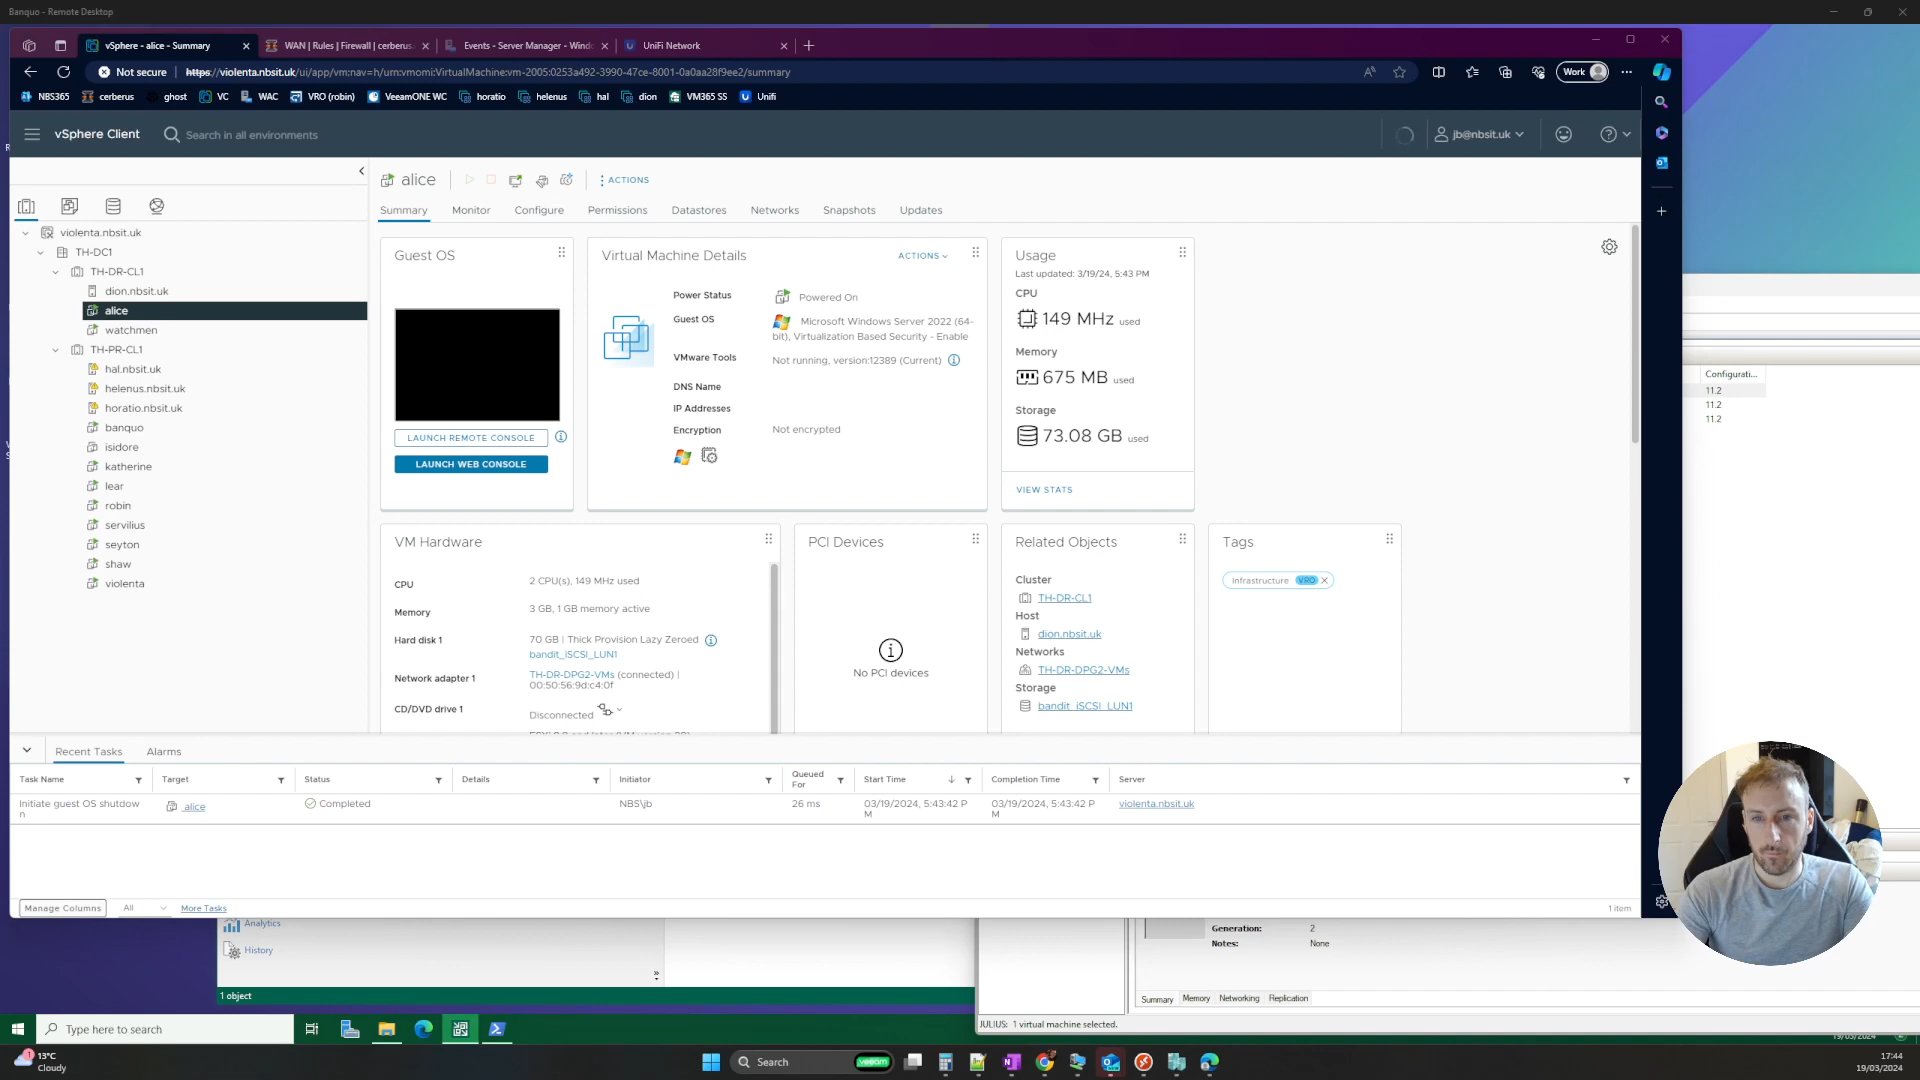 Banquo - Remote Desktop
vSphere - alice - Summary
WAN | Rules | Firewall | cerberus.
Events - Server Manager - Windo
UniFi Network
Not secure
https://violenta.nbsit.uk/ui/app/vm;nav=h/urn:vmomi:VirtualMachine:vm-2005:0253a492-3990-47ce-8001-0a0aa28f9ee2/summary
Work
NBS365
cerberus
ghost
VC
WAC
VRO (robin)
VeeamONE WC
horatio
helenus
hal
dion
VM365 SS
Unifi
vSphere Client
Search in all environments
jb@nbsit.uk
alice
ACTIONS
Summary
Monitor
Configure
Permissions
Datastores
Networks
Snapshots
Updates
violenta.nbsit.uk
TH-DC1
TH-DR-CL1
dion.nbsit.uk
alice
watchmen
TH-PR-CL1
hal.nbsit.uk
helenus.nbsit.uk
horatio.nbsit.uk
banquo
isidore
katherine
lear
robin
servilius
seyton
shaw
violenta
Guest OS
LAUNCH REMOTE CONSOLE
LAUNCH WEB CONSOLE
Virtual Machine Details
ACTIONS
Power Status
Powered On
Guest OS
Microsoft Windows Server 2022 (64-
bit), Virtualization Based Security - Enable
VMware Tools
Not running, version:12389 (Current)
DNS Name
IP Addresses
Encryption
Not encrypted
Usage
Last updated: 3/19/24, 5:43 PM
CPU
149 MHz used
Memory
675 MB used
Storage
73.08 GB used
VIEW STATS
VM Hardware
CPU
2 CPU(s), 149 MHz used
Memory
3 GB, 1 GB memory active
Hard disk 1
70 GB | Thick Provision Lazy Zeroed
bandit_iSCSI_LUN1
Network adapter 1
TH-DR-DPG2-VMs (connected) |
00:50:56:9d:c4:0f
CD/DVD drive 1
Disconnected
PCI Devices
No PCI devices
Related Objects
Cluster
TH-DR-CL1
Host
dion.nbsit.uk
Networks
TH-DR-DPG2-VMs
Storage
bandit_iSCSI_LUN1
Tags
Infrastructure VRO
Configurati...
11.2
11.2
11.2
Recent Tasks
Alarms
Task Name
Target
Status
Details
Initiator
Queued
For
Start Time
Completion Time
Server
Initiate guest OS shutdow
n
alice
Completed
NBS\jb
26 ms
03/19/2024, 5:43:42 P
M
03/19/2024, 5:43:42 P
M
violenta.nbsit.uk
Manage Columns
All
More Tasks
1 item
Analytics
History
1 object
Generation:
2
Notes:
None
Summary
Memory
Networking
Replication
JULIUS: 1 virtual machine selected.
Type here to search
19/03/2024
1
13°C
Cloudy
Search
veeam
17:44
19/03/2024